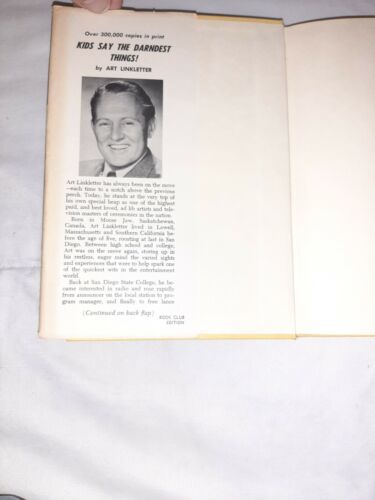 Over 300,000 copies in print
KIDS SAY THE DARNDEST
THINGS!
by ART LINKLETTER
Art Linkletter has always been on the move
—each time to a notch above the previous
perch. Today, he stands at the very top of
his own special heap as one of the highest
paid, and best loved, ad lib artists and tele-
vision masters of ceremonies in the nation.
Born in Moose Jaw, Saskatchewan,
Canada, Art Linkletter lived in Lowell,
Massachusetts and Southern California be-
fore the age of five, roosting at last in San
Diego. Between high school and college,
Art was on the move again, storing up in
his restless, eager mind the varied sights
and experiences that were to help spark one
of the quickest wits in the entertainment
world.
Back at San Diego State College, he be-
came interested in radio and rose rapidly
from announcer on the local station to pro-
gram manager, and finally to free lance
(Continued on back flap)
BOOK CLUB
EDITION